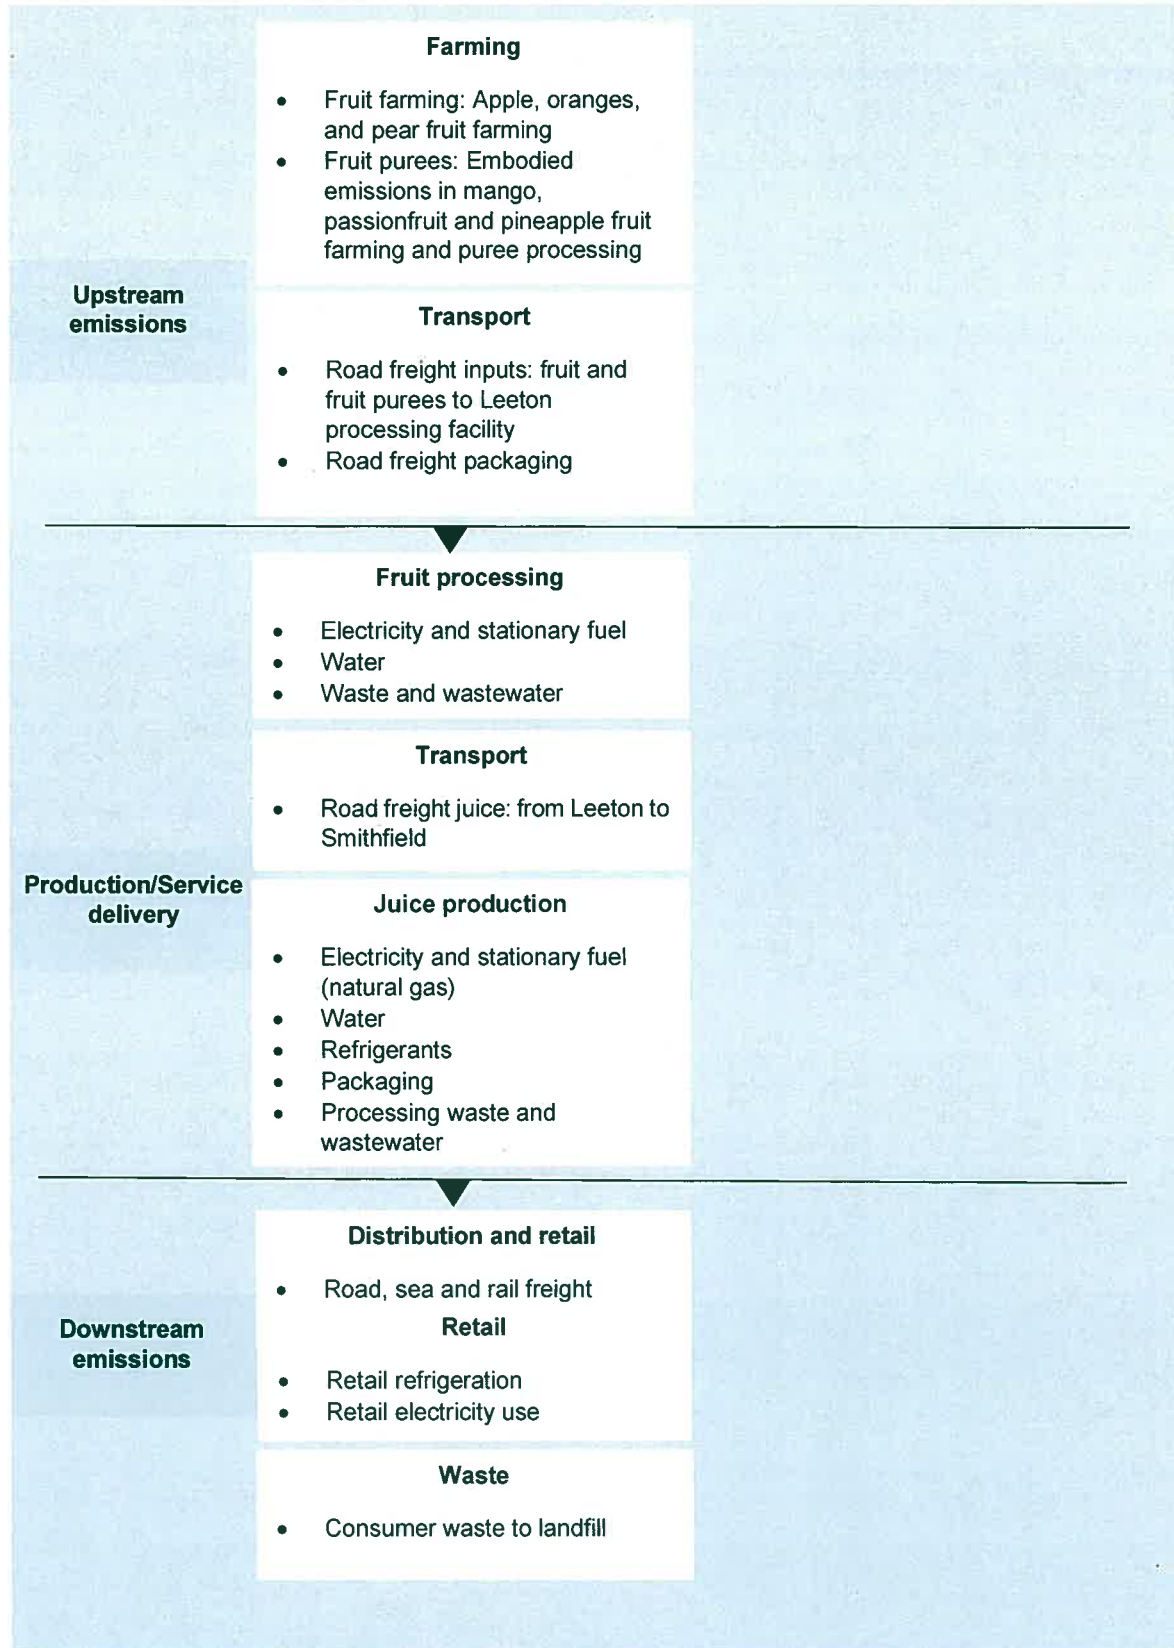 Farming
• Fruit farming: Apple, oranges,
and pear fruit farming
• Fruit purees: Embodied
emissions in mango,
passionfruit and pineapple fruit
farming and puree processing
Upstream
emissions
Transport
• Road freight inputs: fruit and
fruit purees to Leeton
processing facility
• Road freight packaging
Fruit processing
• Electricity and stationary fuel
• Water
• Waste and wastewater
Transport
• Road freight juice: from Leeton to
Smithfield
Production/Service
delivery
Juice production
• Electricity and stationary fuel
(natural gas)
• Water
• Refrigerants
• Packaging
• Processing waste and
wastewater
Distribution and retail
• Road, sea and rail freight
Downstream
emissions
Retail
• Retail refrigeration
• Retail electricity use
Waste
• Consumer waste to landfill